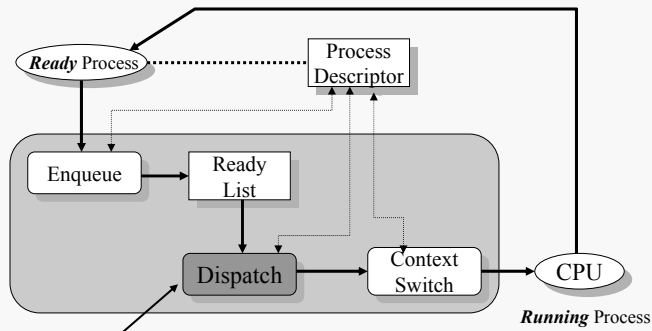 Ready Process
Process
Descriptor
Enqueue
Ready
List
Dispatch
Context
Switch
CPU
Running Process